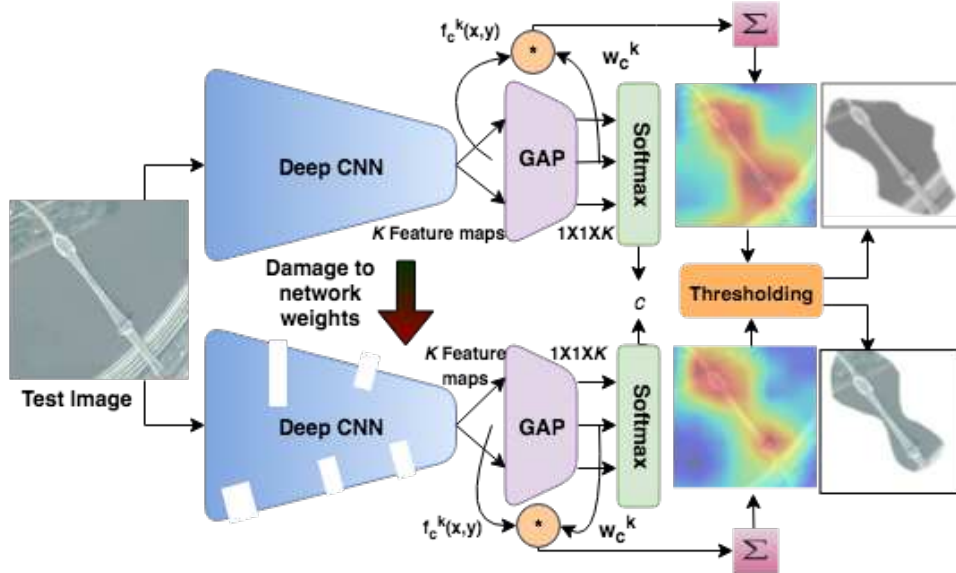 f_c^k(x,y)
*
Σ
w_c^k
Deep CNN
GAP
Softmax
K Feature maps
1X1XK
Damage to
network
weights
Thresholding
c
Test Image
K Feature
maps
1X1XK
Deep CNN
GAP
Softmax
f_c^k(x,y)
*
w_c^k
Σ